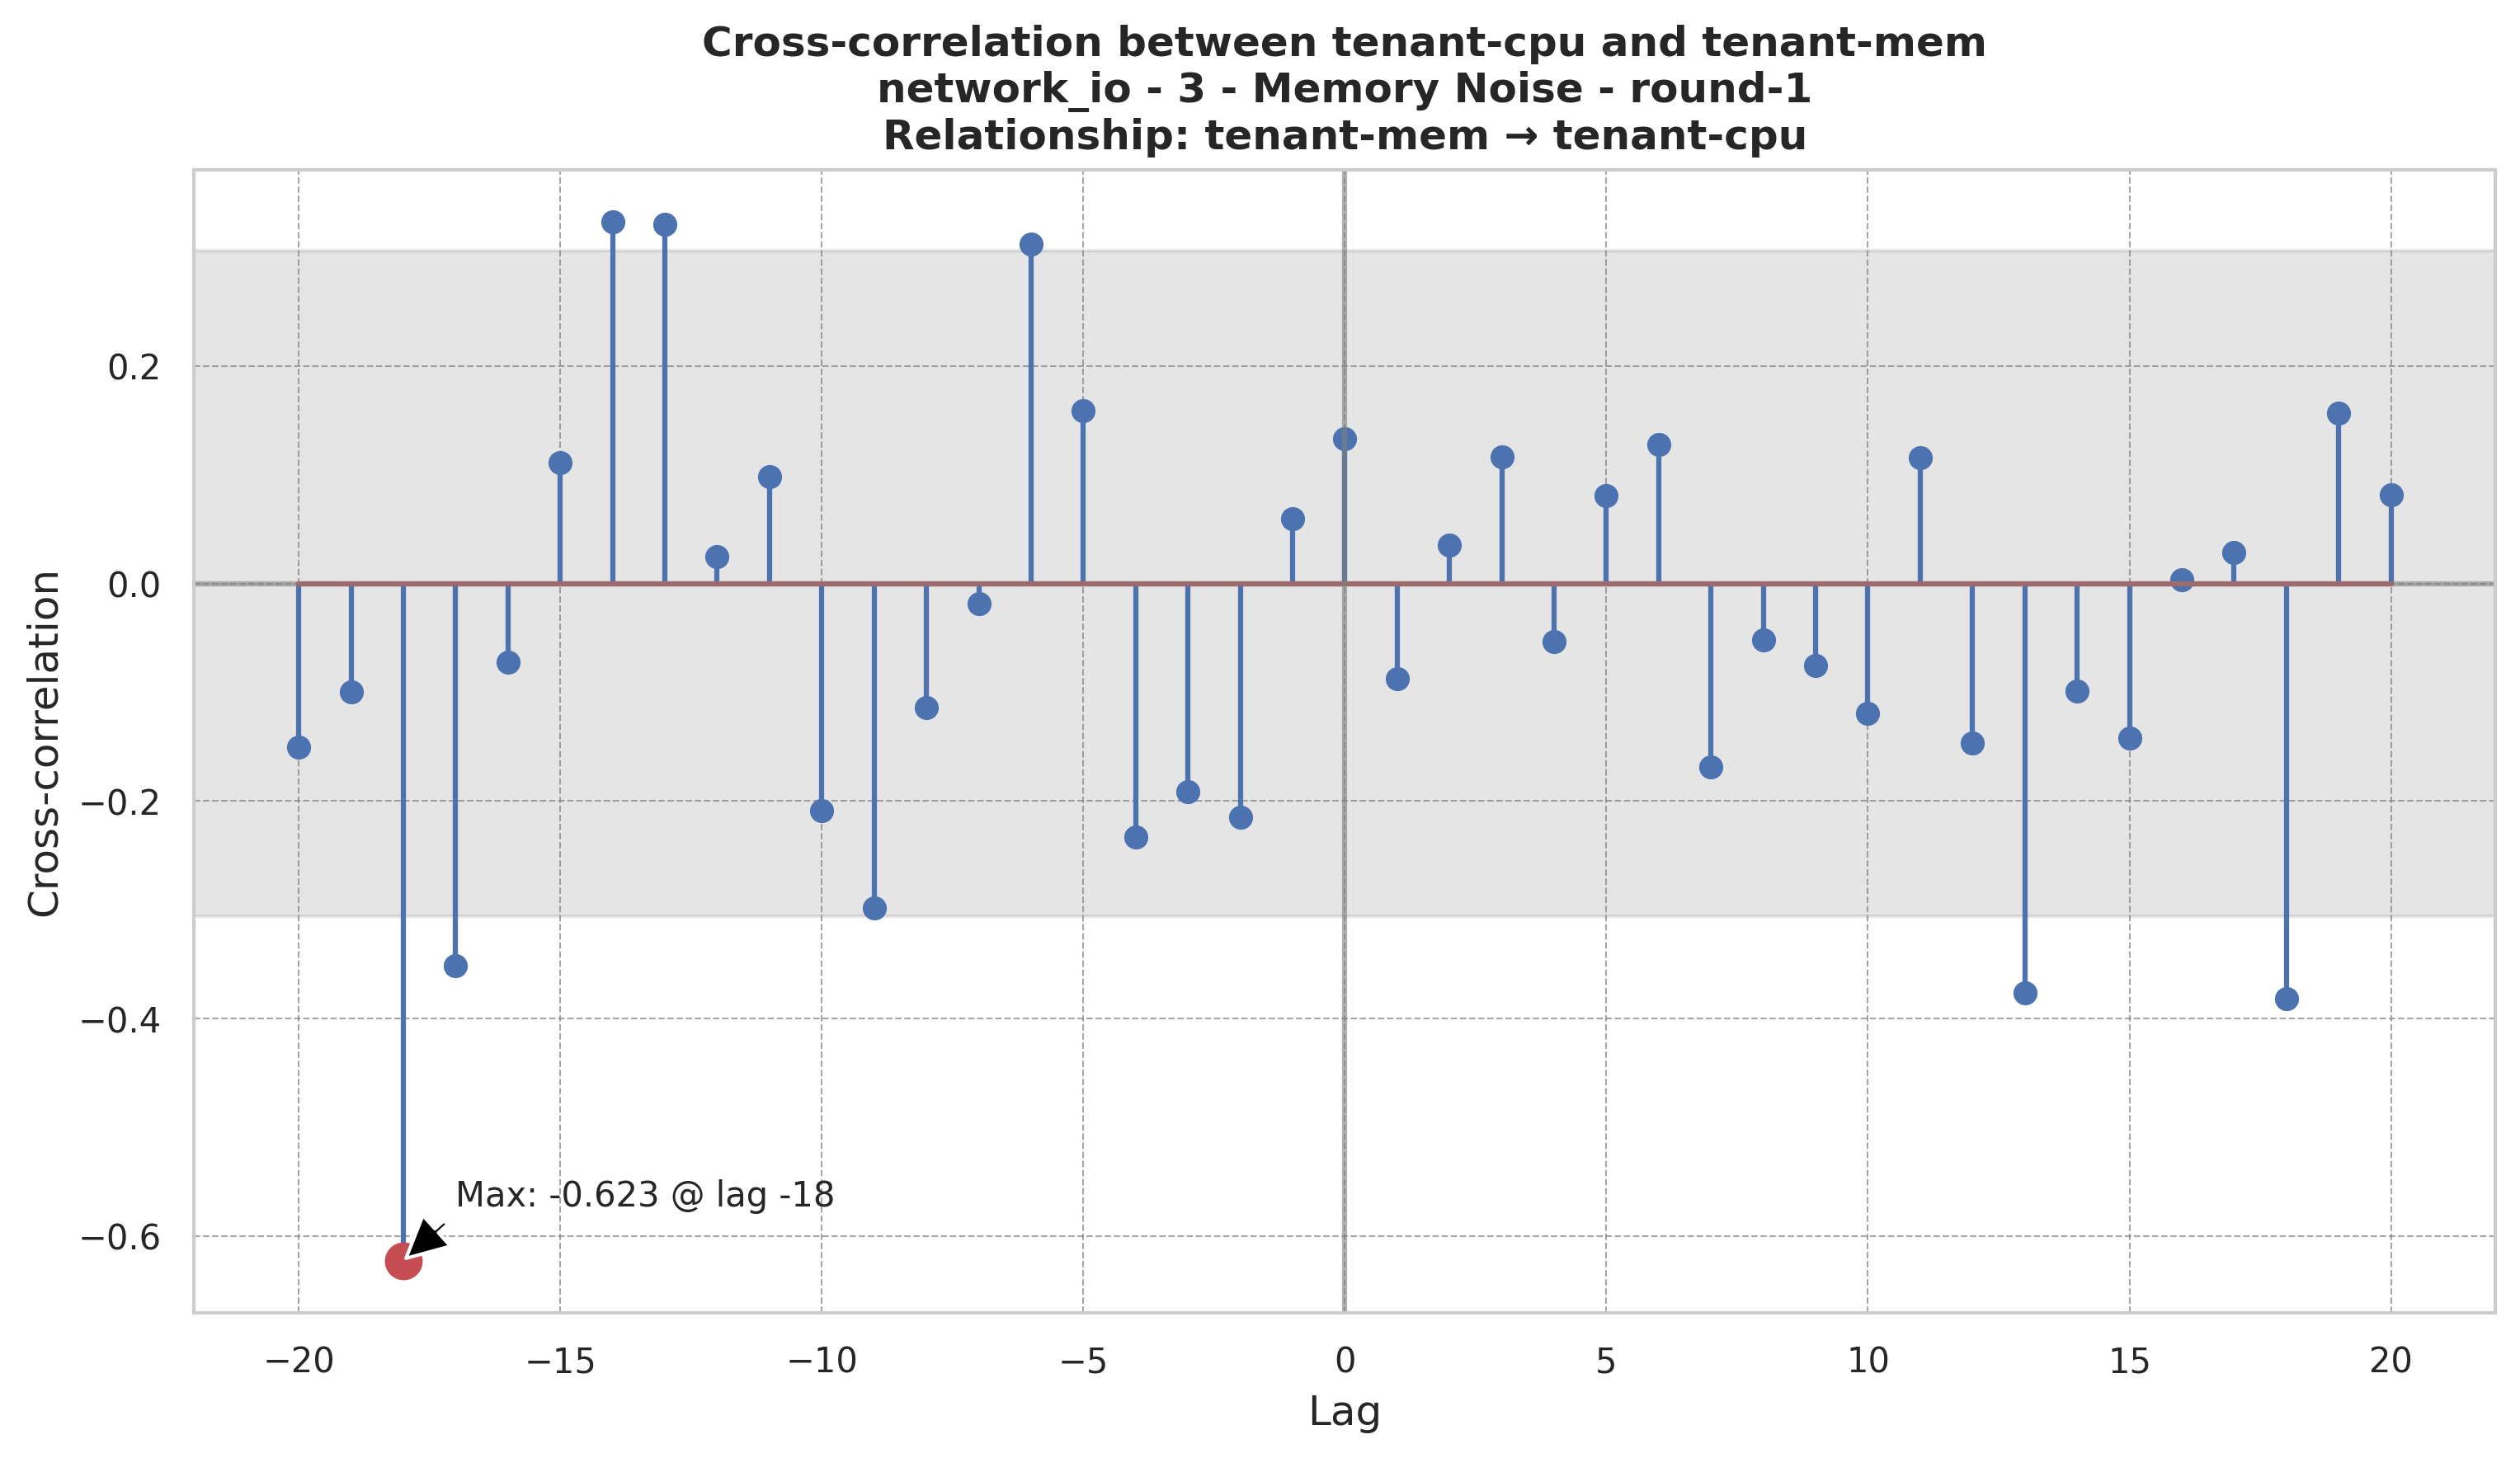 Cross-correlation between tenant-cpu and tenant-mem
network_io - 3 - Memory Noise - round-1
Relationship: tenant-mem → tenant-cpu
Cross-correlation
0.2
0.0
−0.2
−0.4
−0.6
Max: -0.623 @ lag -18
−20
−15
−10
−5
0
5
10
15
20
Lag